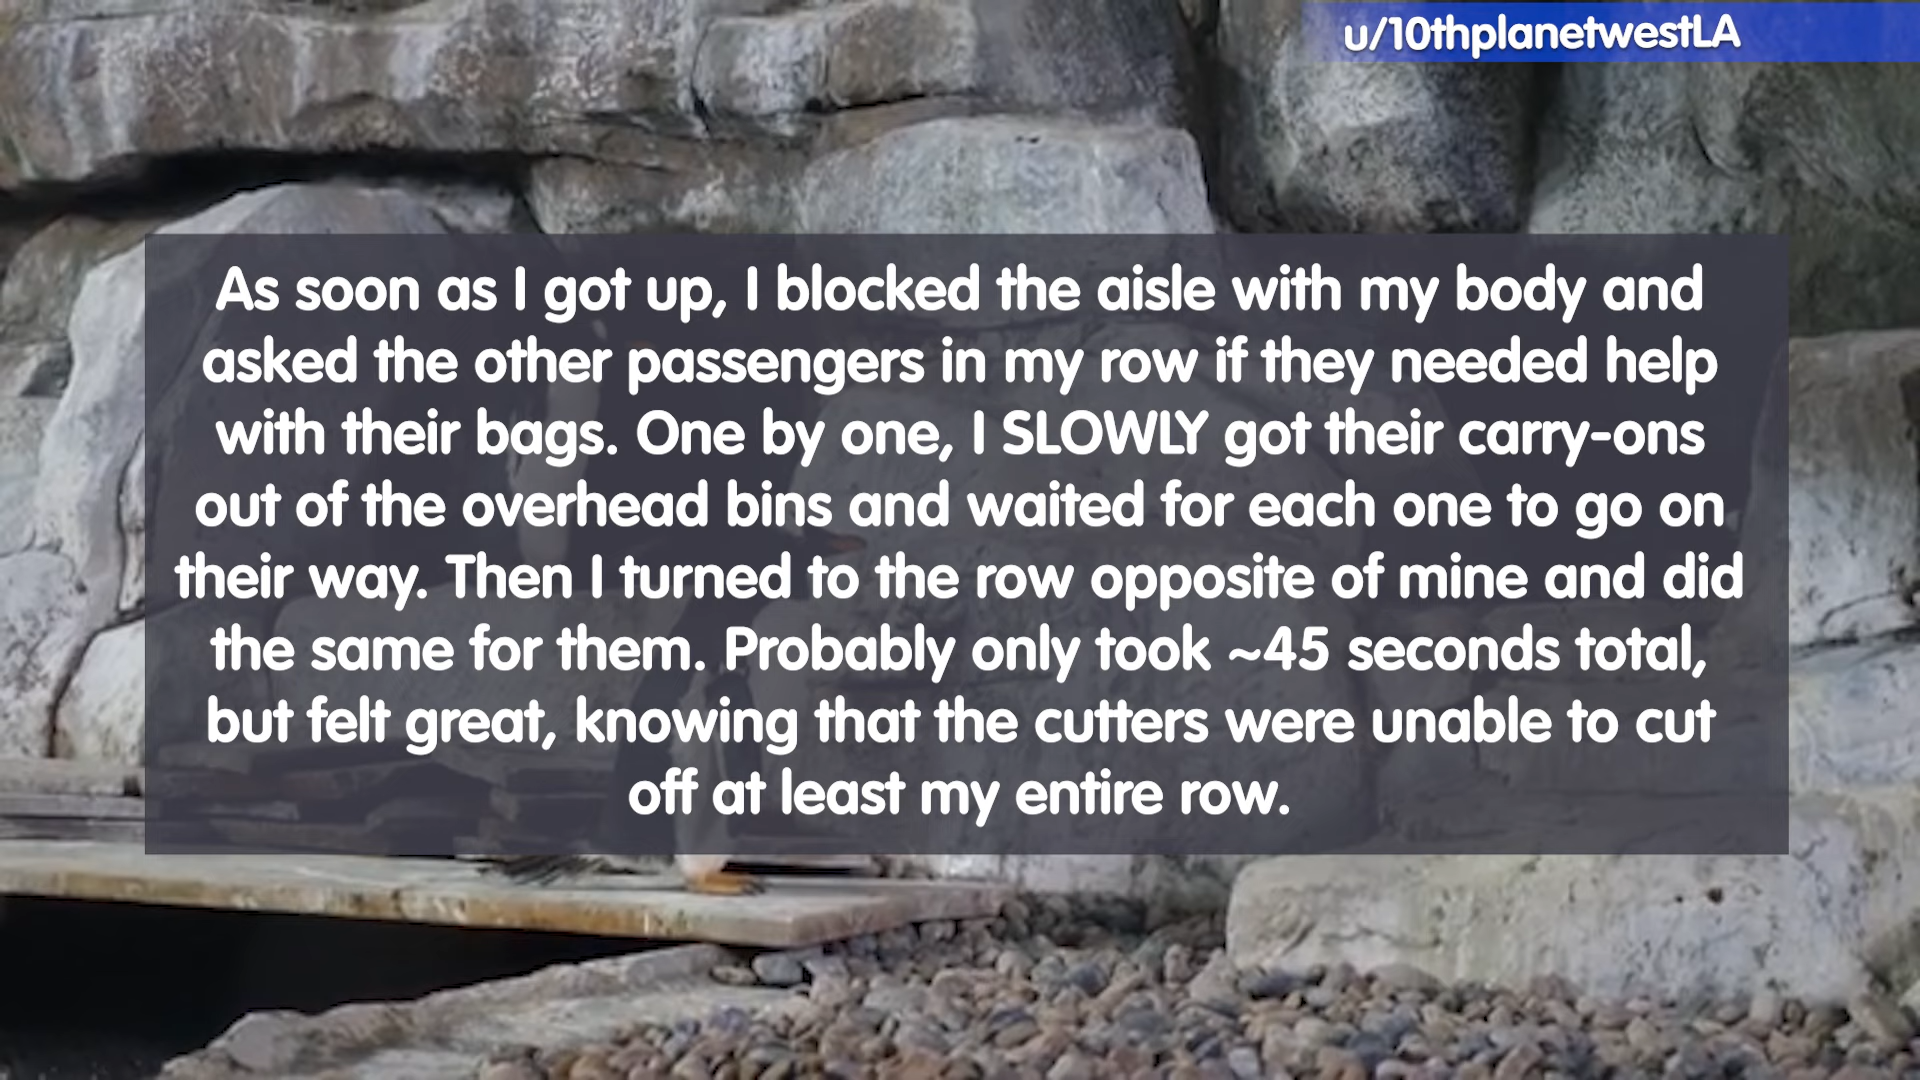 u/10thplanetwestLA
As soon as I got up, I blocked the aisle with my body and
asked the other passengers in my row if they needed help
with their bags. One by one, I SLOWLY got their carry-ons
out of the overhead bins and waited for each one to go on
their way. Then I turned to the row opposite of mine and did
the same for them. Probably only took ~45 seconds total,
but felt great, knowing that the cutters were unable to cut
off at least my entire row.